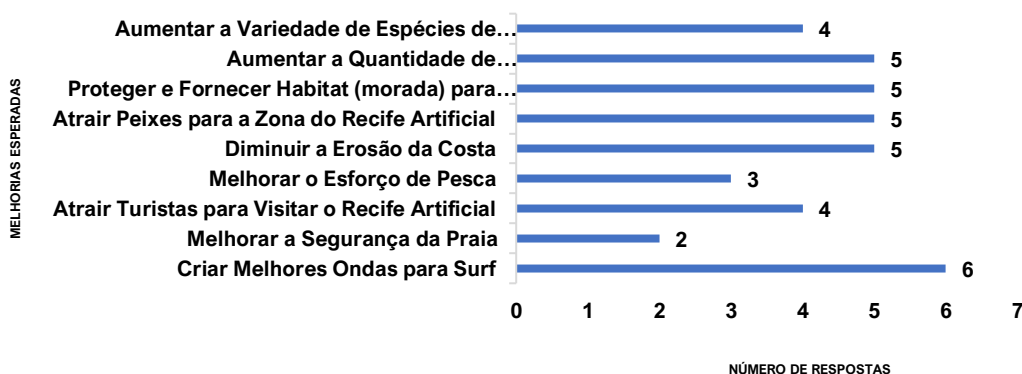 MELHORIAS ESPERADAS
Aumentar a Variedade de Espécies de… 4
Aumentar a Quantidade de… 5
Proteger e Fornecer Habitat (morada) para… 5
Atrair Peixes para a Zona do Recife Artificial 5
Diminuir a Erosão da Costa 5
Melhorar o Esforço de Pesca 3
Atrair Turistas para Visitar o Recife Artificial 4
Melhorar a Segurança da Praia 2
Criar Melhores Ondas para Surf 6
0 1 2 3 4 5 6 7
NÚMERO DE RESPOSTAS